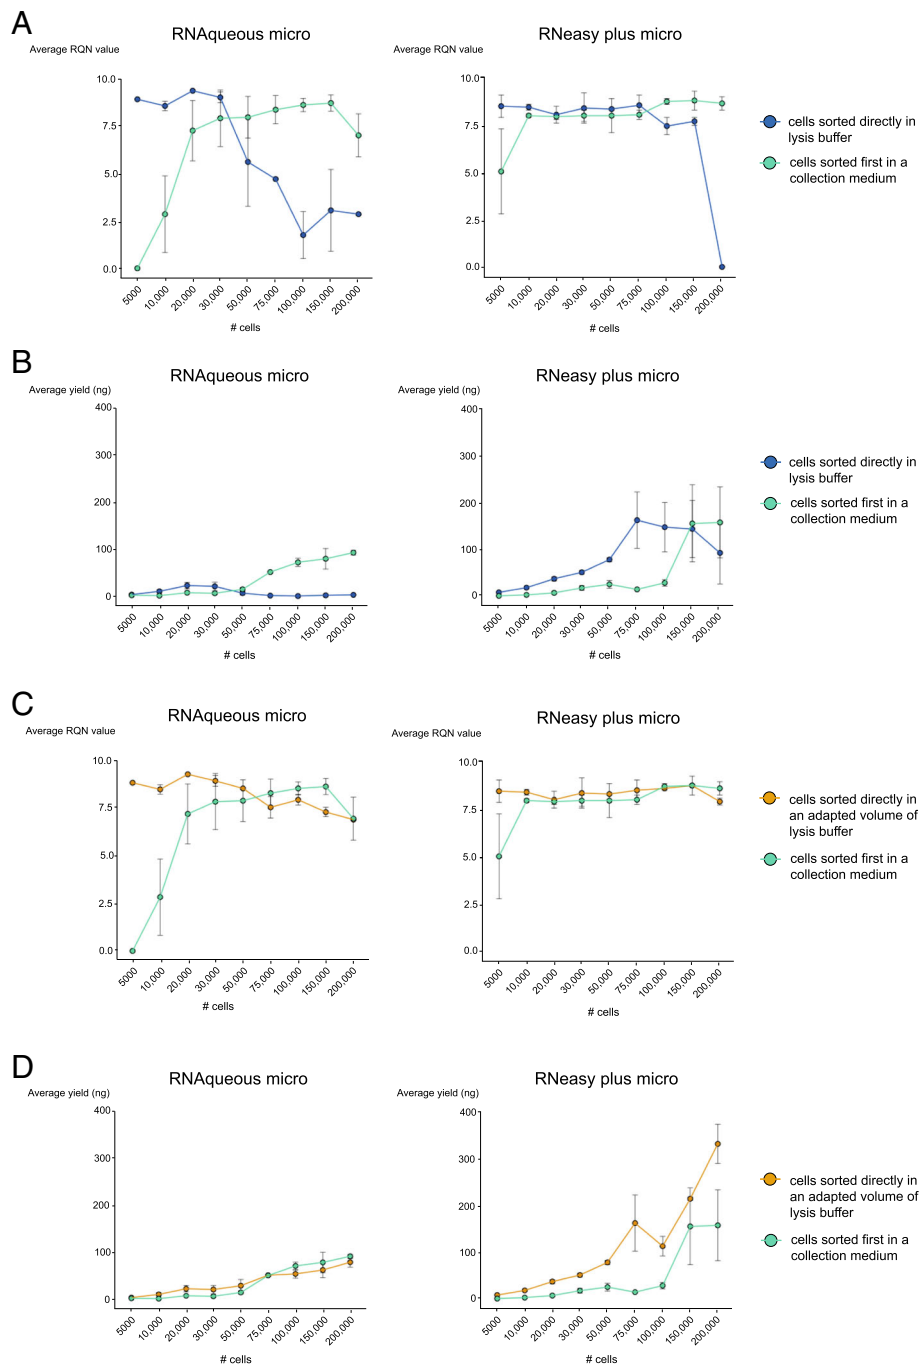 A
RNAqueous micro
RNeasy plus micro
Average RQN value
Average RQN value
10.0
7.5
5.0
2.5
0.0
5000
10,000
20,000
30,000
50,000
75,000
100,000
150,000
200,000
# cells
10.0
7.5
5.0
2.5
0.0
5000
10,000
20,000
30,000
50,000
75,000
100,000
150,000
200,000
# cells
cells sorted directly in
lysis buffer
cells sorted first in a
collection medium
B
RNAqueous micro
RNeasy plus micro
Average yield (ng)
Average yield (ng)
400
300
200
100
0
5000
10,000
20,000
30,000
50,000
75,000
100,000
150,000
200,000
# cells
400
300
200
100
0
5000
10,000
20,000
30,000
50,000
75,000
100,000
150,000
200,000
# cells
cells sorted directly in
lysis buffer
cells sorted first in a
collection medium
C
RNAqueous micro
RNeasy plus micro
Average RQN value
Average RQN value
10.0
7.5
5.0
2.5
0.0
5000
10,000
20,000
30,000
50,000
75,000
100,000
150,000
200,000
# cells
10.0
7.5
5.0
2.5
0.0
5000
10,000
20,000
30,000
50,000
75,000
100,000
150,000
200,000
# cells
cells sorted directly in
an adapted volume of
lysis buffer
cells sorted first in a
collection medium
D
RNAqueous micro
RNeasy plus micro
Average yield (ng)
Average yield (ng)
400
300
200
100
0
5000
10,000
20,000
30,000
50,000
75,000
100,000
150,000
200,000
# cells
400
300
200
100
0
5000
10,000
20,000
30,000
50,000
75,000
100,000
150,000
200,000
# cells
cells sorted directly in
an adapted volume of
lysis buffer
cells sorted first in a
collection medium